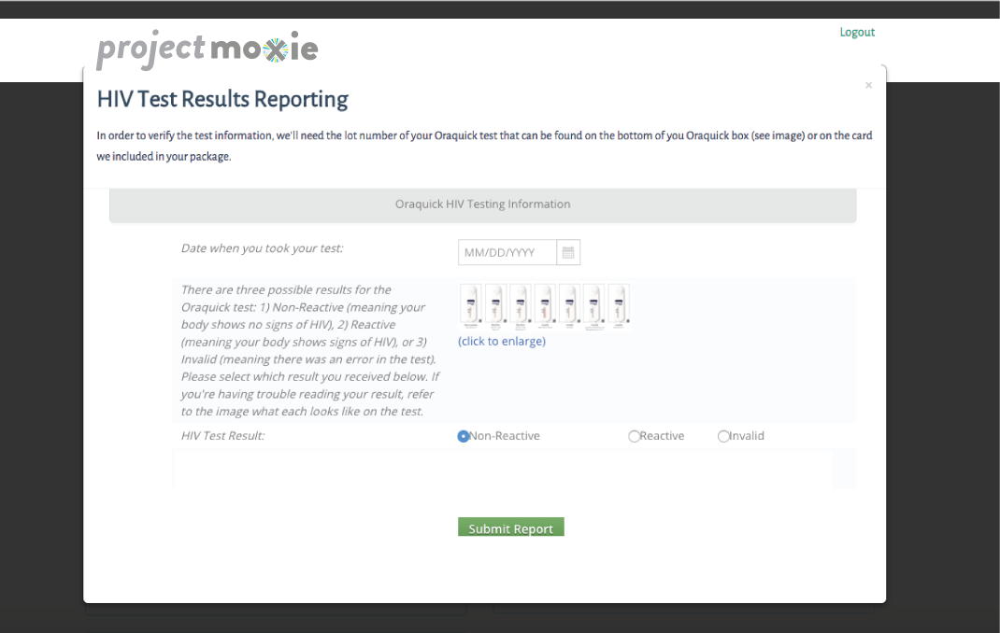 projectmoxie
Logout
HIV Test Results Reporting
×
In order to verify the test information, we'll need the lot number of your Oraquick test that can be found on the bottom of you Oraquick box (see image) or on the card
we included in your package.
Oraquick HIV Testing Information
Date when you took your test:
MM/DD/YYYY
There are three possible results for the
Oraquick test: 1) Non-Reactive (meaning your
body shows no signs of HIV), 2) Reactive
(meaning your body shows signs of HIV), or 3)
Invalid (meaning there was an error in the test).
Please select which result you received below. If
you're having trouble reading your result, refer
to the image what each looks like on the test.
(click to enlarge)
HIV Test Result:
Non-Reactive
Reactive
Invalid
Submit Report